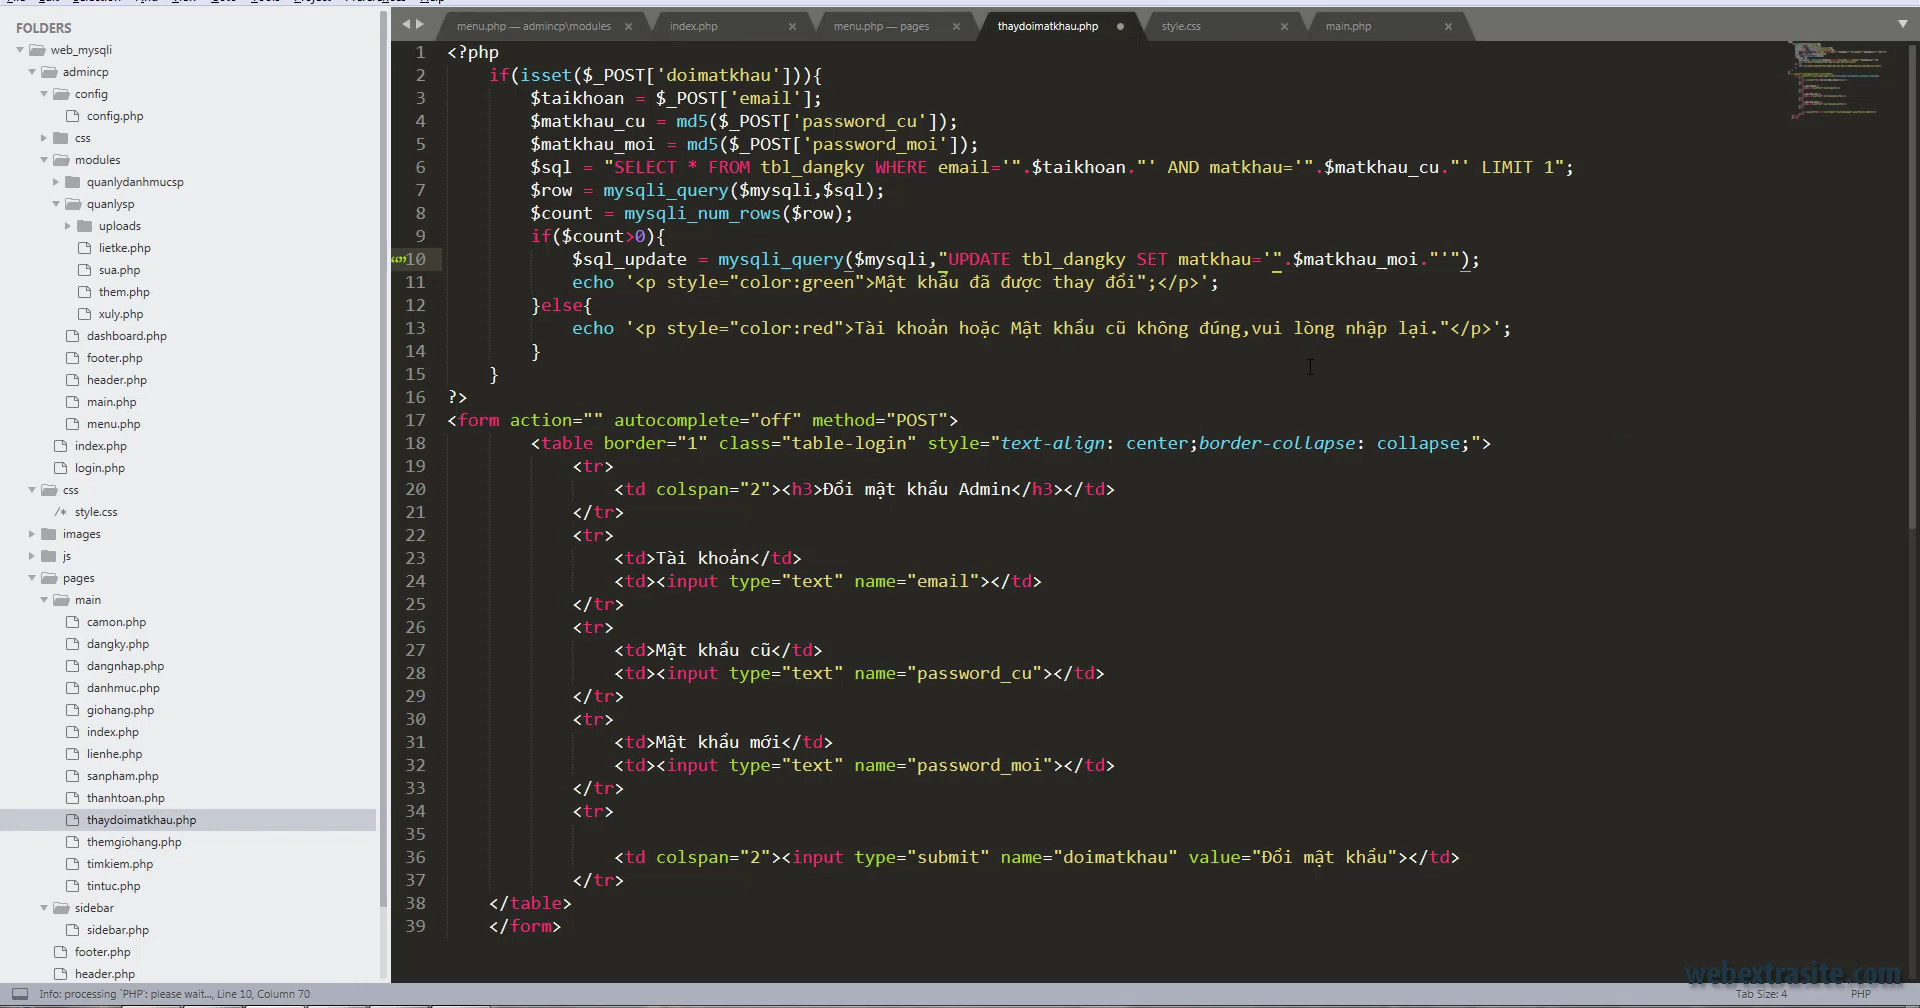 FOLDERS
web_mysqli
admincp
config
config.php
css
modules
quanlydanhmucsp
quanlysp
uploads
lietke.php
sua.php
them.php
xuly.php
dashboard.php
footer.php
header.php
main.php
menu.php
index.php
login.php
css
/* style.css
images
js
pages
main
camon.php
dangky.php
dangnhap.php
danhmuc.php
giohang.php
index.php
lienhe.php
sanpham.php
thanhtoan.php
thaydoimatkhau.php
themgiohang.php
timkiem.php
tintuc.php
sidebar
sidebar.php
footer.php
header.php
menu.php — admincp\modules × index.php × menu.php — pages × thaydoimatkhau.php style.css × main.php ×
1 <?php
2 if(isset($_POST['doimatkhau'])){
3 $taikhoan = $_POST['email'];
4 $matkhau_cu = md5($_POST['password_cu']);
5 $matkhau_moi = md5($_POST['password_moi']);
6 $sql = "SELECT * FROM tbl_dangky WHERE email='".$taikhoan."' AND matkhau='".$matkhau_cu."' LIMIT 1";
7 $row = mysqli_query($mysqli,$sql);
8 $count = mysqli_num_rows($row);
9 if($count>0){
10 $sql_update = mysqli_query($mysqli,"UPDATE tbl_dangky SET matkhau='".$matkhau_moi."'");
11 echo '<p style="color:green">Mật khẩu đã được thay đổi";</p>';
12 }else{
13 echo '<p style="color:red">Tài khoản hoặc Mật khẩu cũ không đúng,vui lòng nhập lại."</p>';
14 }
15 }
16 ?>
17 <form action="" autocomplete="off" method="POST">
18 <table border="1" class="table-login" style="text-align: center;border-collapse: collapse;">
19 <tr>
20 <td colspan="2"><h3>Đổi mật khẩu Admin</h3></td>
21 </tr>
22 <tr>
23 <td>Tài khoản</td>
24 <td><input type="text" name="email"></td>
25 </tr>
26 <tr>
27 <td>Mật khẩu cũ</td>
28 <td><input type="text" name="password_cu"></td>
29 </tr>
30 <tr>
31 <td>Mật khẩu mới</td>
32 <td><input type="text" name="password_moi"></td>
33 </tr>
34 <tr>
35
36 <td colspan="2"><input type="submit" name="doimatkhau" value="Đổi mật khẩu"></td>
37 </tr>
38 </table>
39 </form>
webextrasite.com
Info: processing `PHP`: please wait..., Line 10, Column 70 Tab Size: 4 PHP